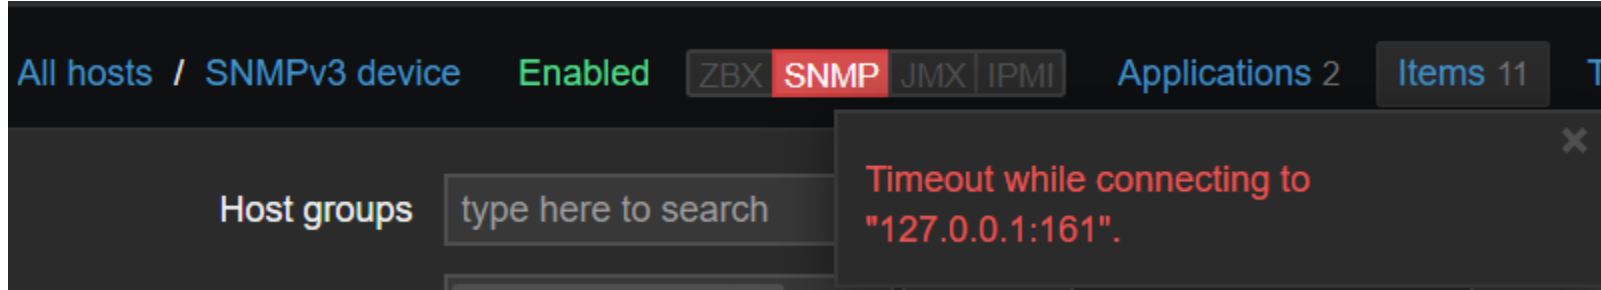 All hosts / SNMPv3 device Enabled ZBX SNMP JMX IPMI Applications 2 Items 11
Host groups type here to search
Timeout while connecting to
"127.0.0.1:161".